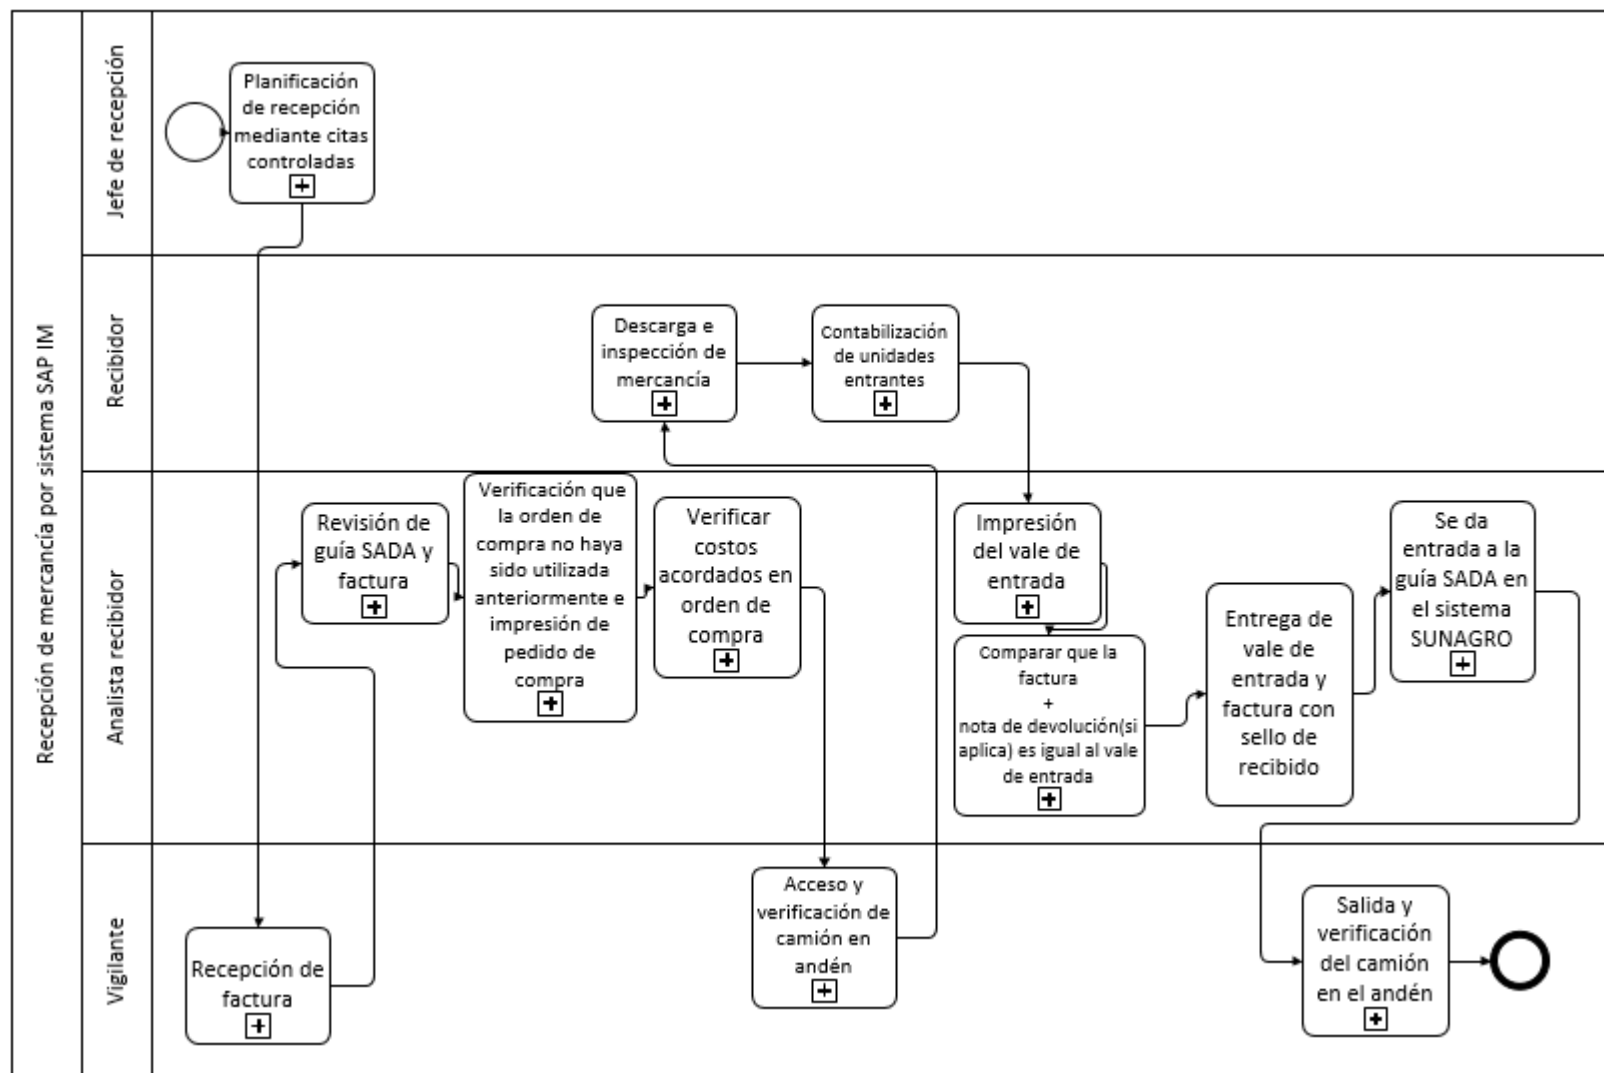 Recepción de mercancía por sistema SAP IM
Jefe de recepción
Planificación
de recepción
mediante citas
controladas
Recibidor
Descarga e
inspección de
mercancía
Contabilización
de unidades
entrantes
Analista recibidor
Revisión de
guía SADA y
factura
Verificación que
la orden de
compra no haya
sido utilizada
anteriormente e
impresión de
pedido de
compra
Verificar
costos
acordados en
orden de
compra
Impresión
del vale de
entrada
Comparar que la
factura
+
nota de devolución(si
aplica) es igual al vale
de entrada
Entrega de
vale de
entrada y
factura con
sello de
recibido
Se da
entrada a la
guía SADA en
el sistema
SUNAGRO
Vigilante
Recepción de
factura
Acceso y
verificación de
camión en
andén
Salida y
verificación
del camión
en el andén